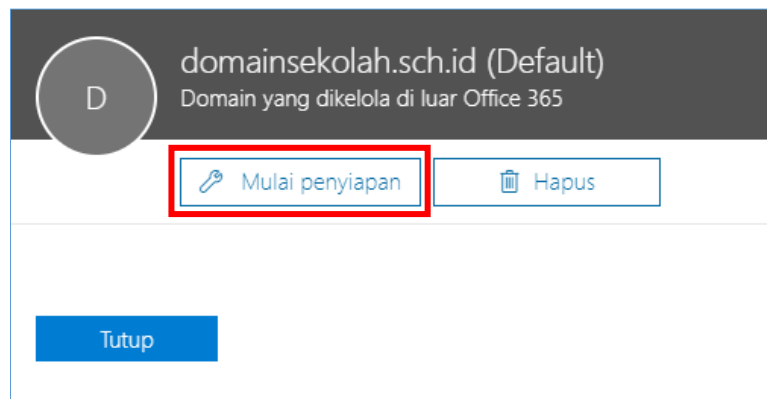 D
domainsekolah.sch.id (Default)
Domain yang dikelola di luar Office 365
Mulai penyiapan
Hapus
Tutup